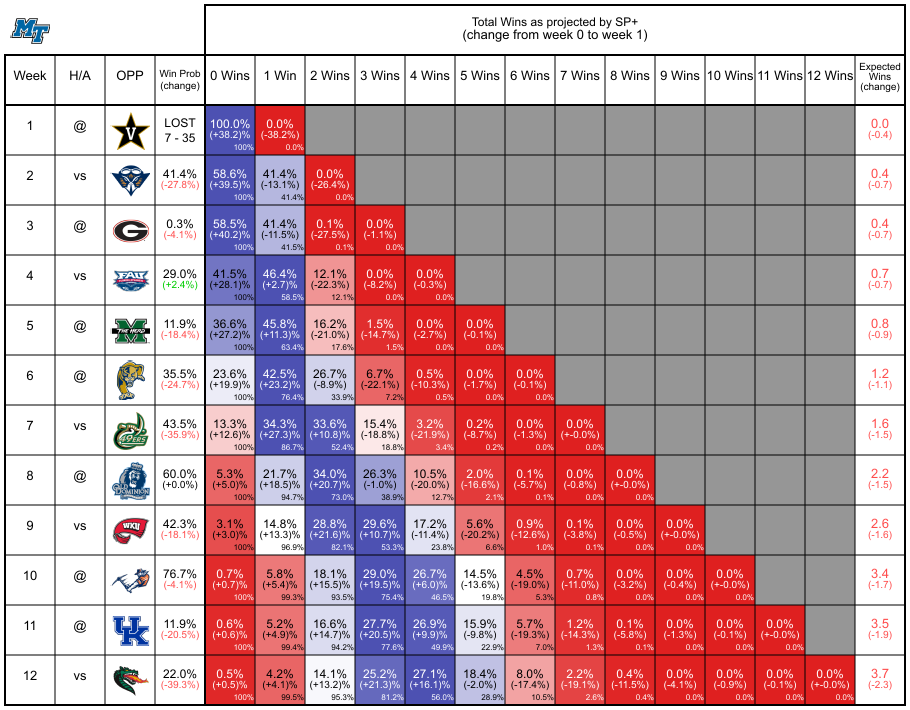 MT
Total Wins as projected by SP+
(change from week 0 to week 1)
Week H/A OPP Win Prob (change) 0 Wins 1 Win 2 Wins 3 Wins 4 Wins 5 Wins 6 Wins 7 Wins 8 Wins 9 Wins 10 Wins 11 Wins 12 Wins Expected Wins (change)
1 @ V LOST 100.0% 0.0% 0.0
7 - 35 (+38.2)% (-38.2%) (-0.4)
100% 0.0%
2 vs 41.4% 58.6% 41.4% 0.0% 0.4
(-27.8%) (+39.5)% (-13.1%) (-26.4%) (-0.7)
100% 41.4% 0.0%
3 @ G 0.3% 58.5% 41.4% 0.1% 0.0% 0.4
(-4.1%) (+40.2)% (-11.5%) (-27.5%) (-1.1%) (-0.7)
100% 41.5% 0.1% 0.0%
4 vs FAU 29.0% 41.5% 46.4% 12.1% 0.0% 0.0% 0.7
(+2.4%) (+28.1)% (+2.7)% (-22.3%) (-8.2%) (-0.3%) (-0.7)
100% 58.5% 12.1% 0.0% 0.0%
5 @ M THE HERD 11.9% 36.6% 45.8% 16.2% 1.5% 0.0% 0.0% 0.8
(-18.4%) (+27.2)% (+11.3)% (-21.0%) (-14.7%) (-2.7%) (-0.1%) (-0.9)
100% 63.4% 17.6% 1.5% 0.0% 0.0%
6 @ 35.5% 23.6% 42.5% 26.7% 6.7% 0.5% 0.0% 0.0% 1.2
(-24.7%) (+19.9)% (+23.2)% (-8.9%) (-22.1%) (-10.3%) (-1.7%) (-0.1%) (-1.1)
100% 76.4% 33.9% 7.2% 0.5% 0.0% 0.0%
7 vs 49ERS 43.5% 13.3% 34.3% 33.6% 15.4% 3.2% 0.2% 0.0% 0.0% 1.6
(-35.9%) (+12.6)% (+27.3)% (+10.8)% (-18.8%) (-21.9%) (-8.7%) (-1.3%) (+-0.0%) (-1.5)
100% 86.7% 52.4% 18.8% 3.4% 0.2% 0.0% 0.0%
8 @ OLD DOMINION 60.0% 5.3% 21.7% 34.0% 26.3% 10.5% 2.0% 0.1% 0.0% 0.0% 2.2
(+0.0%) (+5.0)% (+18.5)% (+20.7)% (-1.0%) (-20.0%) (-16.6%) (-5.7%) (-0.8%) (+-0.0%) (-1.5)
100% 94.7% 73.0% 38.9% 12.7% 2.1% 0.1% 0.0% 0.0%
9 vs WKU 42.3% 3.1% 14.8% 28.8% 29.6% 17.2% 5.6% 0.9% 0.1% 0.0% 0.0% 2.6
(-18.1%) (+3.0)% (+13.3)% (+21.6)% (+10.7)% (-11.4%) (-20.2%) (-12.6%) (-3.8%) (-0.5%) (+-0.0%) (-1.6)
100% 96.9% 82.1% 53.3% 23.8% 6.6% 1.0% 0.1% 0.0% 0.0%
10 @ 76.7% 0.7% 5.8% 18.1% 29.0% 26.7% 14.5% 4.5% 0.7% 0.0% 0.0% 0.0% 3.4
(-4.1%) (+0.7)% (+5.4)% (+15.5)% (+19.5)% (+6.0)% (-13.6%) (-19.0%) (-11.0%) (-3.2%) (-0.4%) (+-0.0%) (-1.7)
100% 99.3% 93.5% 75.4% 46.5% 19.8% 5.3% 0.8% 0.0% 0.0% 0.0%
11 @ UK 11.9% 0.6% 5.2% 16.6% 27.7% 26.9% 15.9% 5.7% 1.2% 0.1% 0.0% 0.0% 0.0% 3.5
(-20.5%) (+0.6)% (+4.9)% (+14.7)% (+20.5)% (+9.9)% (-9.8%) (-19.3%) (-14.3%) (-5.8%) (-1.3%) (-0.1%) (+-0.0%) (-1.9)
100% 99.4% 94.2% 77.6% 49.9% 22.9% 7.0% 1.3% 0.1% 0.0% 0.0% 0.0%
12 vs 22.0% 0.5% 4.2% 14.1% 25.2% 27.1% 18.4% 8.0% 2.2% 0.4% 0.0% 0.0% 0.0% 0.0% 3.7
(-39.3%) (+0.5)% (+4.1)% (+13.2)% (+21.3)% (+16.1)% (-2.0%) (-17.4%) (-19.1%) (-11.5%) (-4.1%) (-0.9%) (-0.1%) (+-0.0%) (-2.3)
100% 99.5% 95.3% 81.2% 56.0% 28.9% 10.5% 2.6% 0.4% 0.0% 0.0% 0.0% 0.0%